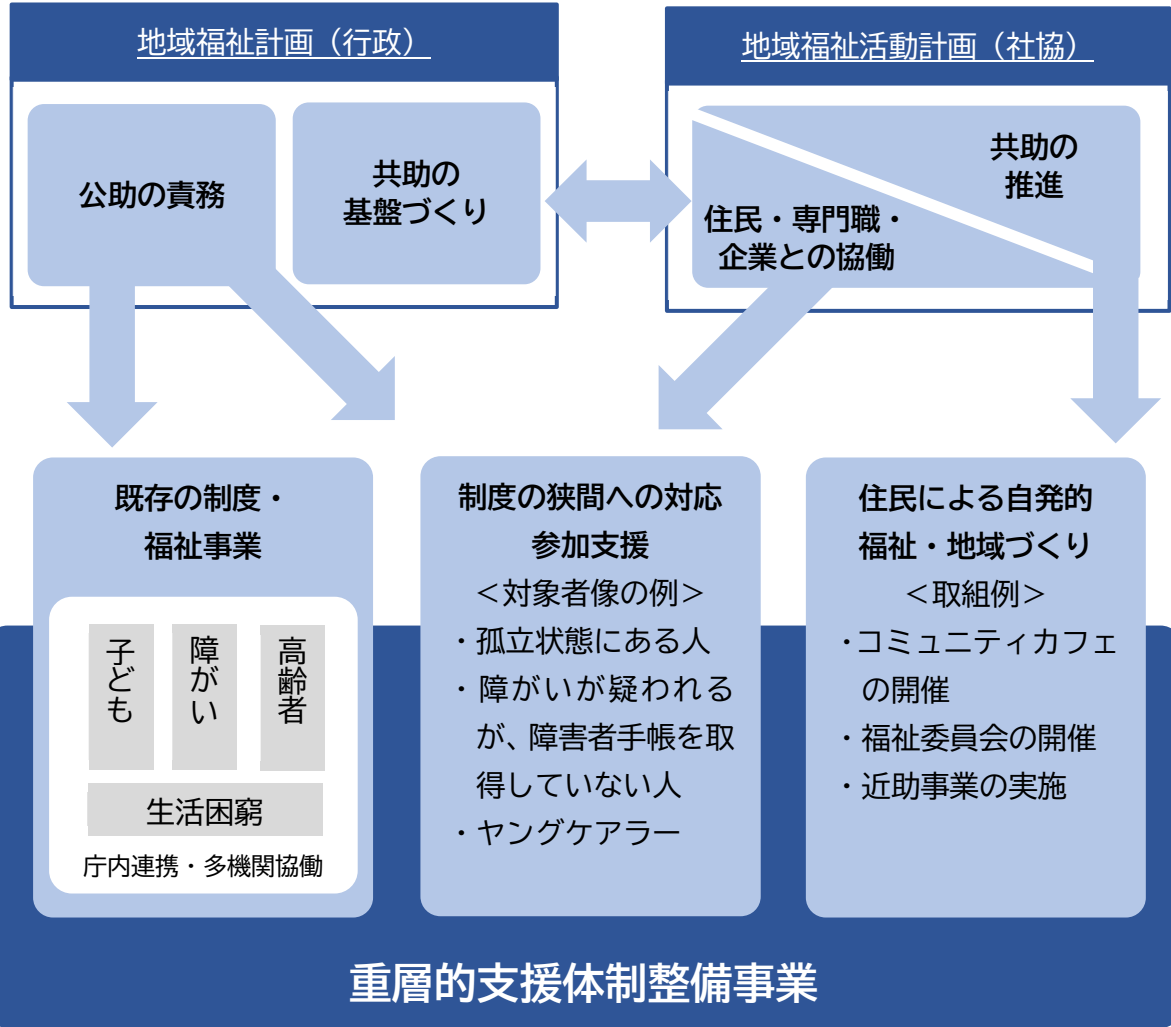 地域福祉計画（行政）
公助の責務
共助の
基盤づくり
地域福祉活動計画（社協）
共助の
推進
住民・専門職・
企業との協働
既存の制度・
福祉事業
子ども
障がい
高齢者
生活困窮
庁内連携・多機関協働
制度の狭間への対応
参加支援
＜対象者像の例＞
・孤立状態にある人
・障がいが疑われる
が、障害者手帳を取
得していない人
・ヤングケアラー
住民による自発的
福祉・地域づくり
＜取組例＞
・コミュニティカフェ
の開催
・福祉委員会の開催
・近助事業の実施
重層的支援体制整備事業